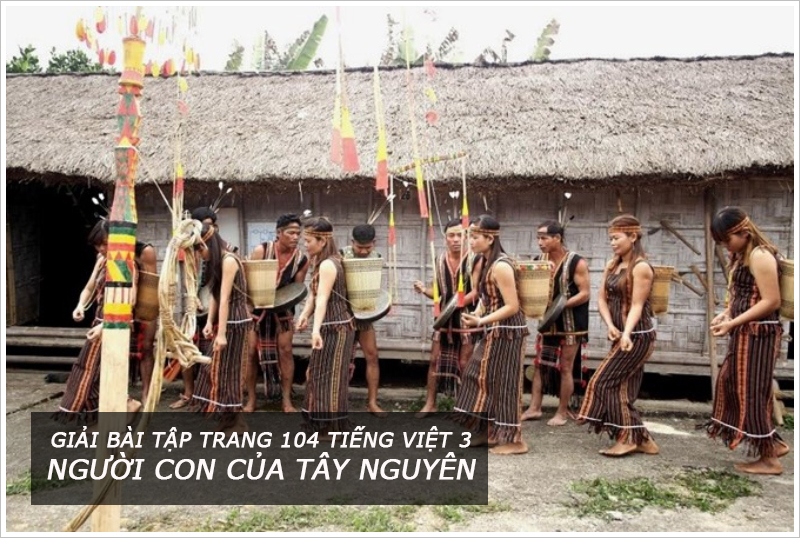 GIẢI BÀI TẬP TRANG 104 TIẾNG VIỆT 3
NGƯỜI CON CỦA TÂY NGUYÊN